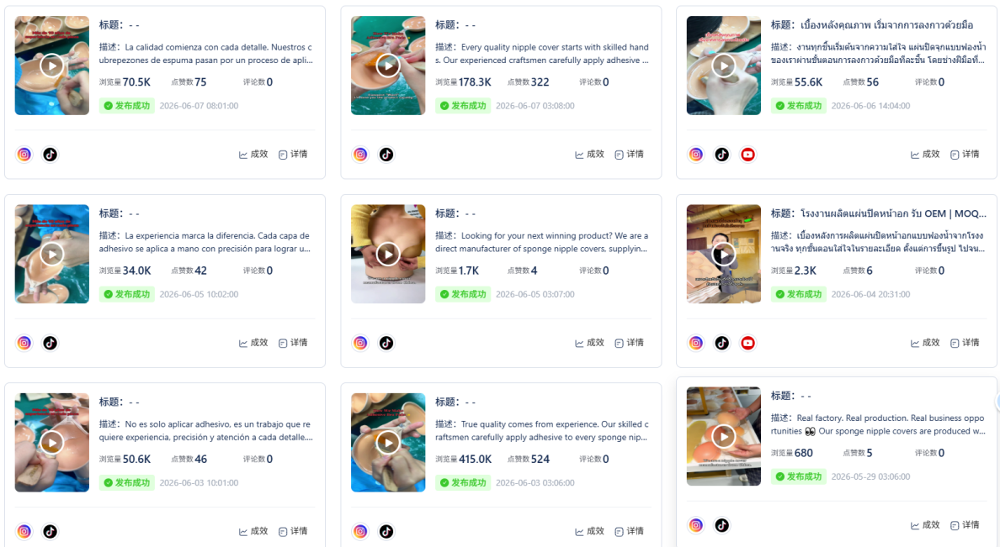 标题：- -
描述：La calidad comienza con cada detalle. Nuestros c
ubrepezones de espuma pasan por un proceso de apli...
浏览量 70.5K 点赞数 75 评论数 0
发布成功 2026-06-07 08:01:00
成效 详情
标题：- -
描述：Every quality nipple cover starts with skilled hand
s. Our experienced craftsmen carefully apply adhesive ...
浏览量 178.3K 点赞数 322 评论数 0
发布成功 2026-06-07 03:08:00
成效 详情
标题：เบื้องหลังคุณภาพ เริ่มจากการลงกาวด้วยมือ
描述：งานทุกชิ้นเริ่มต้นจากความใส่ใจ แผ่นปิดจุกแบบฟองน้ำ
ของเราผ่านขั้นตอนการลงกาวด้วยมือทีละชิ้น โดยช่างฝีมือที่...
浏览量 55.6K 点赞数 56 评论数 0
发布成功 2026-06-06 14:04:00
成效 详情
标题：- -
描述：La experiencia marca la diferencia. Cada capa de
adhesivo se aplica a mano con precisión para lograr u...
浏览量 34.0K 点赞数 42 评论数 0
发布成功 2026-06-05 10:02:00
成效 详情
标题：- -
描述：Looking for your next winning product? We are a
direct manufacturer of sponge nipple covers, supplyin...
浏览量 1.7K 点赞数 4 评论数 0
发布成功 2026-06-05 03:07:00
成效 详情
标题：โรงงานผลิตแผ่นปิดหน้าอก รับ OEM | MOQ...
描述：เบื้องหลังการผลิตแผ่นปิดหน้าอกแบบฟองน้ำจากโรงง
านจริง ทุกขั้นตอนใส่ใจในรายละเอียด ตั้งแต่การขึ้นรูป ไปจน...
浏览量 2.3K 点赞数 6 评论数 0
发布成功 2026-06-04 20:31:00
成效 详情
标题：- -
描述：No es solo aplicar adhesivo, es un trabajo que re
quiere experiencia, precisión y atención a cada detalle....
浏览量 50.6K 点赞数 46 评论数 0
发布成功 2026-06-03 10:01:00
成效 详情
标题：- -
描述：True quality comes from experience. Our skilled c
raftsmen carefully apply adhesive to every sponge nip...
浏览量 415.0K 点赞数 524 评论数 0
发布成功 2026-06-03 03:06:00
成效 详情
标题：- -
描述：Real factory. Real production. Real business oppo
rtunities 👀 Our sponge nipple covers are produced w...
浏览量 680 点赞数 5 评论数 0
发布成功 2026-05-29 03:06:00
成效 详情